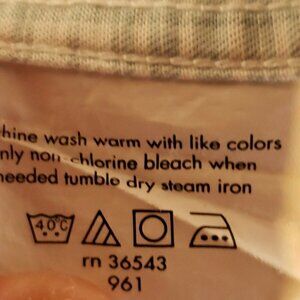 hine wash warm with like colors
nly non-chlorine bleach when
needed tumble dry steam iron
40°C
rn 36543
961